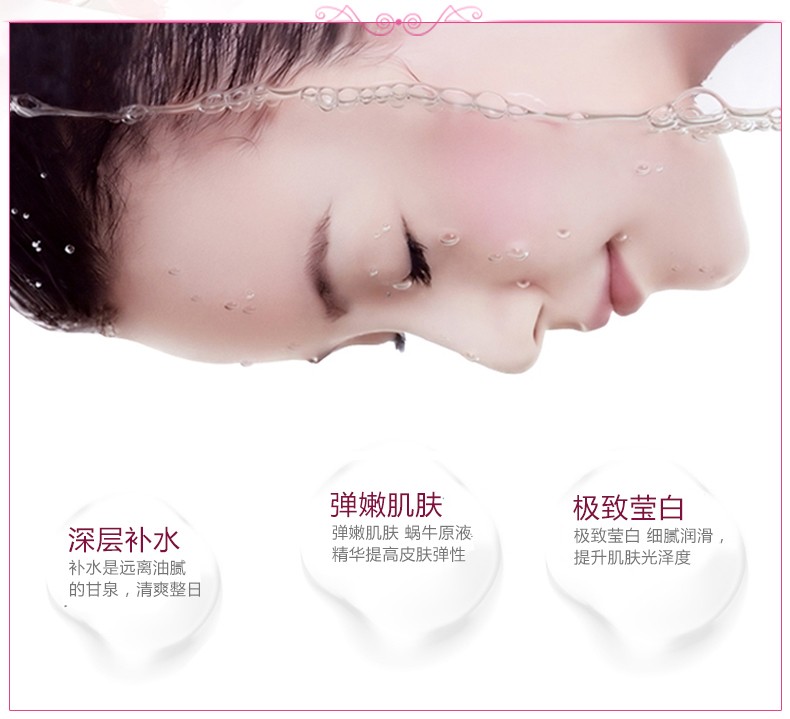 深层补水
补水是远离油腻
的甘泉，清爽整日
弹嫩肌肤
弹嫩肌肤 蜗牛原液
精华提高皮肤弹性
极致莹白
极致莹白 细腻润滑，
提升肌肤光泽度